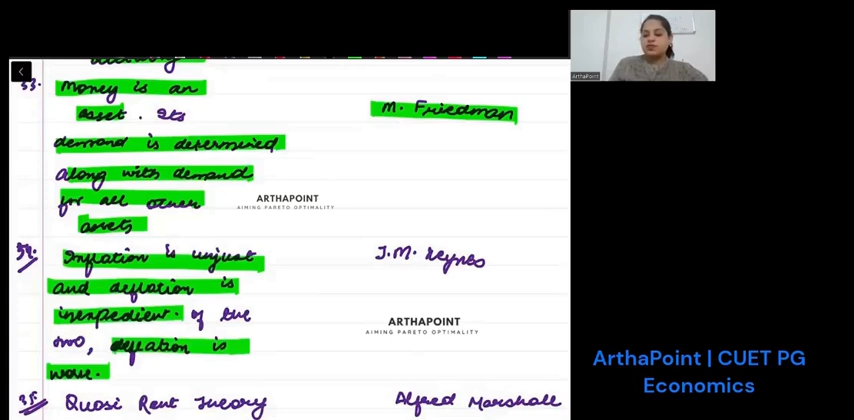 33. Money is an
asset. Its
demand is determined
along with demand
for all other
assets
M. Friedman
ARTHAPOINT
AIMING PARETO OPTIMALITY
34. Inflation is unjust
and deflation is
inexpedient. of the
two, deflation is
worse.
J.M. Keynes
ARTHAPOINT
AIMING PARETO OPTIMALITY
35. Quasi Rent Theory
Alfred Marshall
ArthaPoint
ArthaPoint | CUET PG
Economics